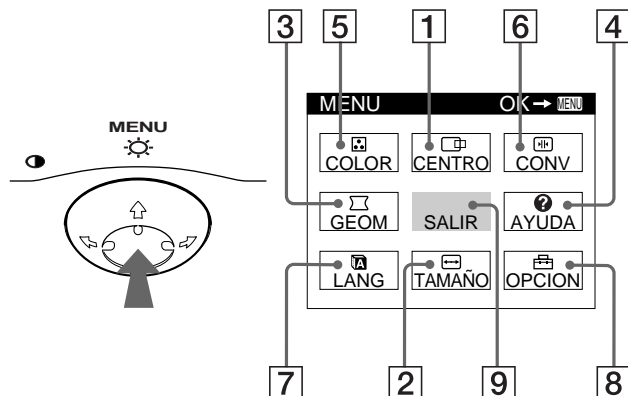 3 5 1 6 4
MENU
MENU OK→ MENU
COLOR CENTRO CONV
GEOM SALIR AYUDA
LANG TAMAÑO OPCION
7 2 9 8